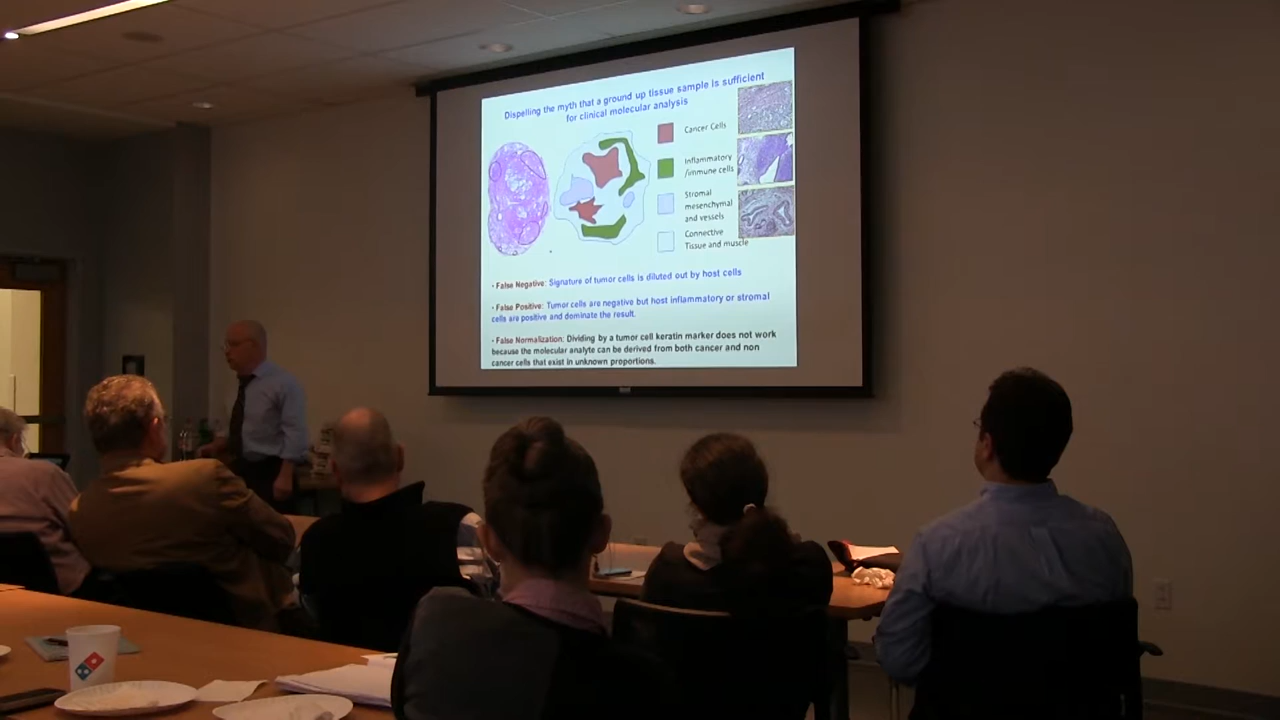 Dispelling the myth that a ground up tissue sample is sufficient
for clinical molecular analysis
Cancer Cells
Inflammatory
/immune cells
Stromal
mesenchymal
and vessels
Connective
Tissue and muscle
- False Negative: Signature of tumor cells is diluted out by host cells
- False Positive: Tumor cells are negative but host inflammatory or stromal
cells are positive and dominate the result.
- False Normalization: Dividing by a tumor cell keratin marker does not work
because the molecular analyte can be derived from both cancer and non
cancer cells that exist in unknown proportions.